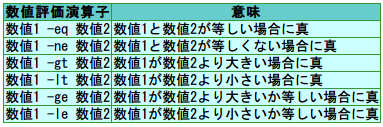 数値評価演算子 意味
数値1 -eq 数値2 数値1と数値2が等しい場合に真
数値1 -ne 数値2 数値1と数値2が等しくない場合に真
数値1 -gt 数値2 数値1が数値2より大きい場合に真
数値1 -lt 数値2 数値1が数値2より小さい場合に真
数値1 -ge 数値2 数値1が数値2より大きいか等しい場合に真
数値1 -le 数値2 数値1が数値2より小さいか等しい場合に真